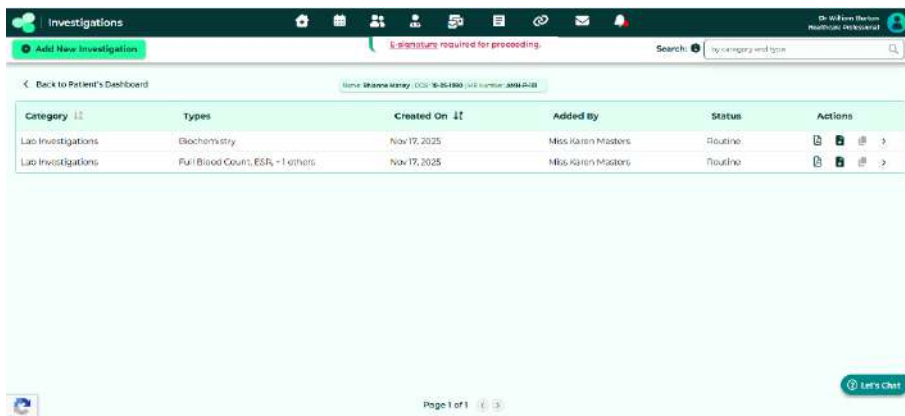 Investigations
Dr William Burton
Healthcare Professional
Add New Investigation
E-signature required for proceeding.
Search:
by category and type
Back to Patient's Dashboard
Name:
Category
Types
Created On
Added By
Status
Actions
Lab Investigations
Biochemistry
Nov 17, 2025
Miss Karen Masters
Routine
Lab Investigations
Full Blood Count, ESR, +1 others
Nov 17, 2025
Miss Karen Masters
Routine
Let's Chat
Page 1 of 1